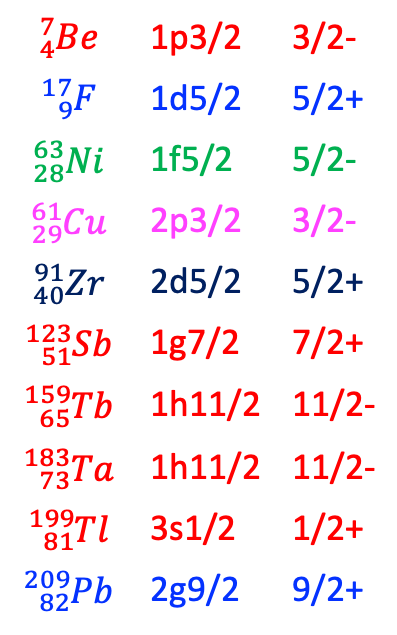 ⁷₄Be 1p3/2 3/2-
¹⁷₉F 1d5/2 5/2+
⁶³₂₈Ni 1f5/2 5/2-
⁶¹₂₉Cu 2p3/2 3/2-
⁹¹₄₀Zr 2d5/2 5/2+
¹²³₅₁Sb 1g7/2 7/2+
¹⁵⁹₆₅Tb 1h11/2 11/2-
¹⁸³₇₃Ta 1h11/2 11/2-
¹⁹⁹₈₁Tl 3s1/2 1/2+
²⁰⁹₈₂Pb 2g9/2 9/2+